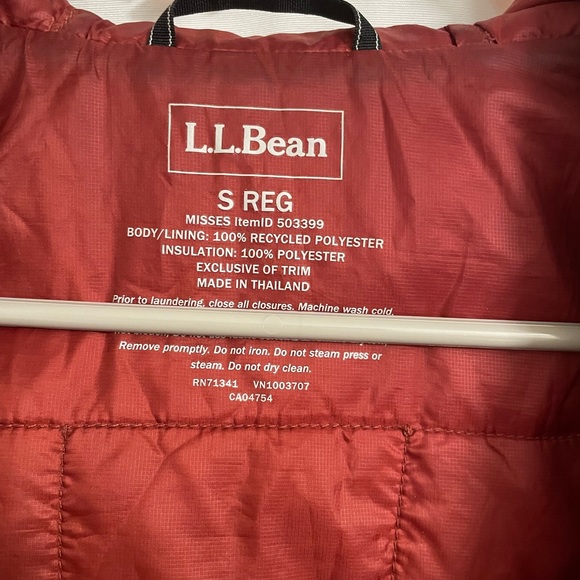 L.L.Bean
S REG
MISSES ItemID 503399
BODY/LINING: 100% RECYCLED POLYESTER
INSULATION: 100% POLYESTER
EXCLUSIVE OF TRIM
MADE IN THAILAND
Prior to laundering, close all closures. Machine wash cold,
Remove promptly. Do not iron. Do not steam press or
steam. Do not dry clean.
RN71341 VN1003707
CA04754